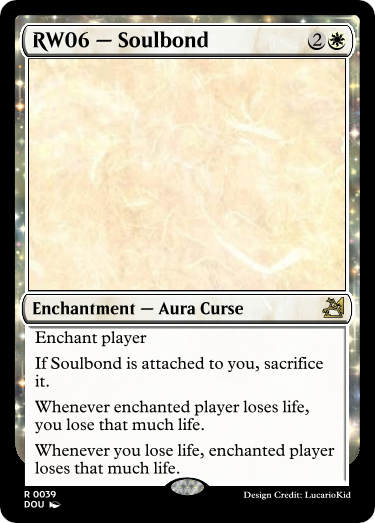 RW06 — Soulbond 2
Enchantment — Aura Curse
Enchant player
If Soulbond is attached to you, sacrifice
it.
Whenever enchanted player loses life,
you lose that much life.
Whenever you lose life, enchanted player
loses that much life.
R 0039
DOU
Design Credit: LucarioKid